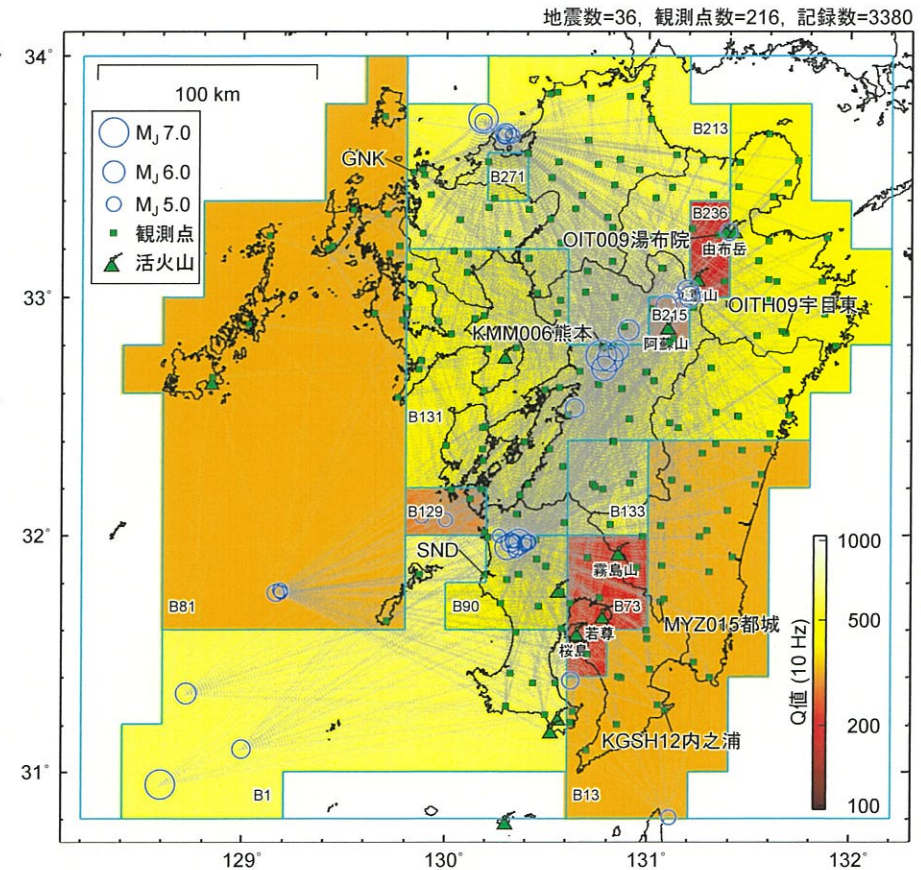 地震数=36, 観測点数=216, 記録数=3380
34°
33°
32°
31°
100 km
MJ 7.0
MJ 6.0
MJ 5.0
観測点
活火山
GNK
B213
B271
B236
OIT009湯布院
由布岳
OITH09宇目東
B215
阿蘇山
KMM006熊本
B131
B129
B133
SND
霧島山
B81
B90
B73
若尊
桜島
MYZ015都城
KGSH12内之浦
B1
B13
1000
500
200
100
Q値 (10 Hz)
129°
130°
131°
132°